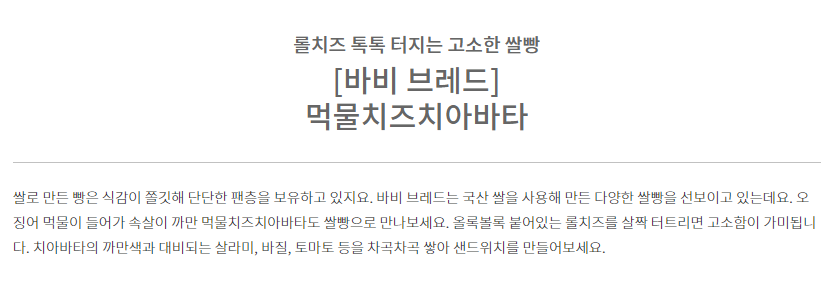 롤치즈 톡톡 터지는 고소한 쌀빵
[바비 브레드]
먹물치즈치아바타
쌀로 만든 빵은 식감이 쫄깃해 단단한 팬층을 보유하고 있지요. 바비 브레드는 국산 쌀을 사용해 만든 다양한 쌀빵을 선보이고 있는데요. 오
징어 먹물이 들어가 속살이 까만 먹물치즈치아바타도 쌀빵으로 만나보세요. 올록볼록 붙어있는 롤치즈를 살짝 터트리면 고소함이 가미됩니
다. 치아바타의 까만색과 대비되는 살라미, 바질, 토마토 등을 차곡차곡 쌓아 샌드위치를 만들어보세요.